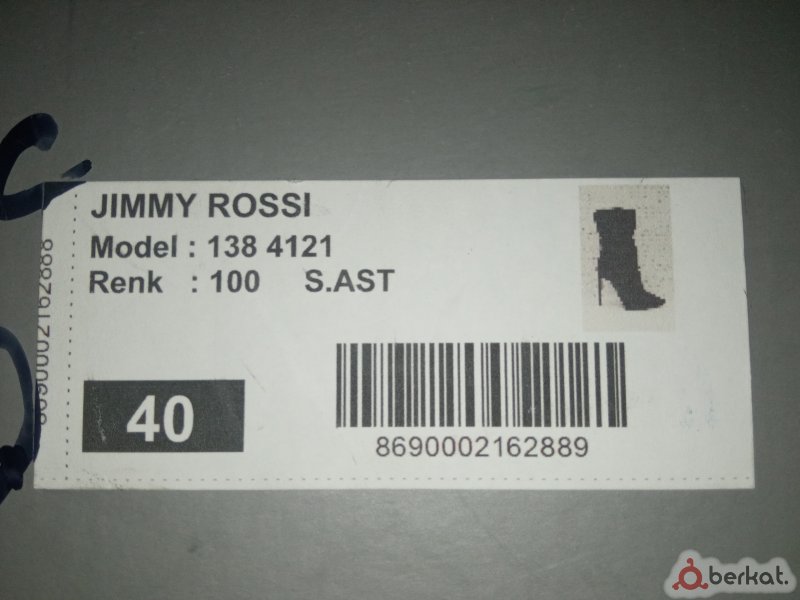 JIMMY ROSSI
Model : 138 4121
Renk : 100 S.AST
40
8690002162889
berkat.